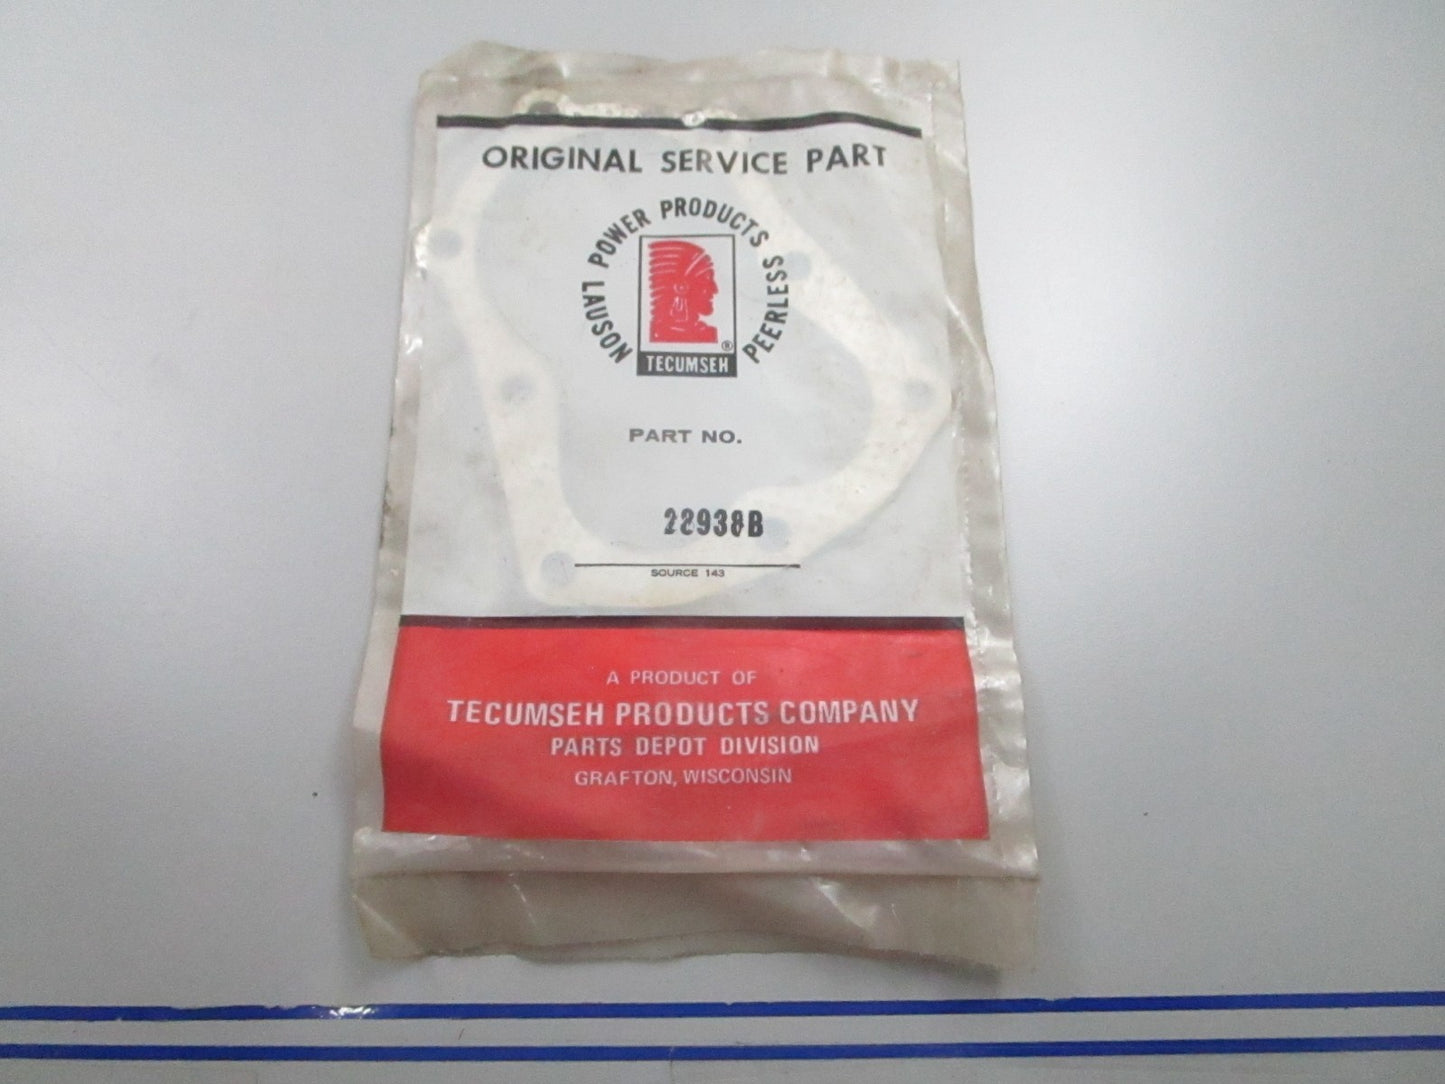 ORIGINAL SERVICE PART
LAUSON POWER PRODUCTS PEERLESS
®
TECUMSEH
PART NO.
22938B
SOURCE 143
A PRODUCT OF
TECUMSEH PRODUCTS COMPANY
PARTS DEPOT DIVISION
GRAFTON, WISCONSIN